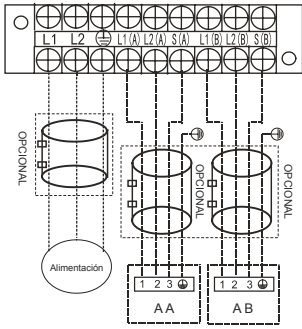 L1 L2 L1(A) L2(A) S(A) L1(B) L2(B) S(B)
OPCIONAL
OPCIONAL
OPCIONAL
Alimentación
1 2 3
1 2 3
A A
A B